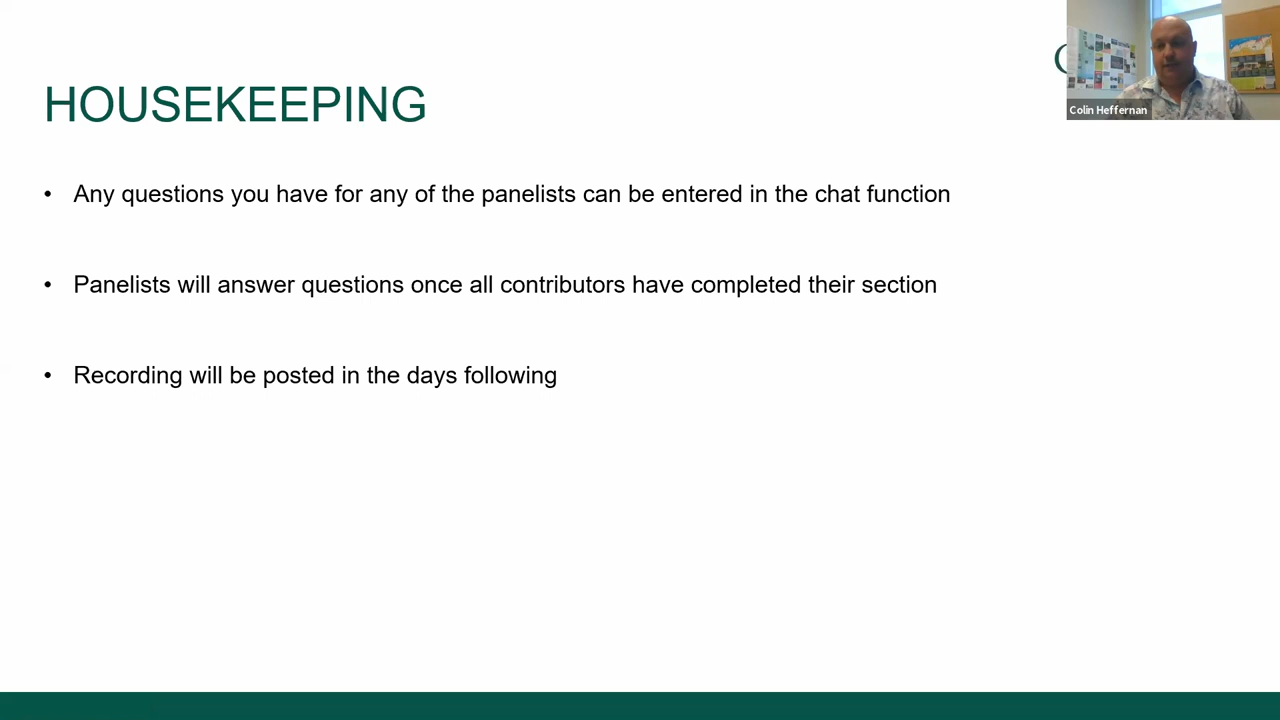 HOUSEKEEPING
Colin Heffernan
• Any questions you have for any of the panelists can be entered in the chat function
• Panelists will answer questions once all contributors have completed their section
• Recording will be posted in the days following